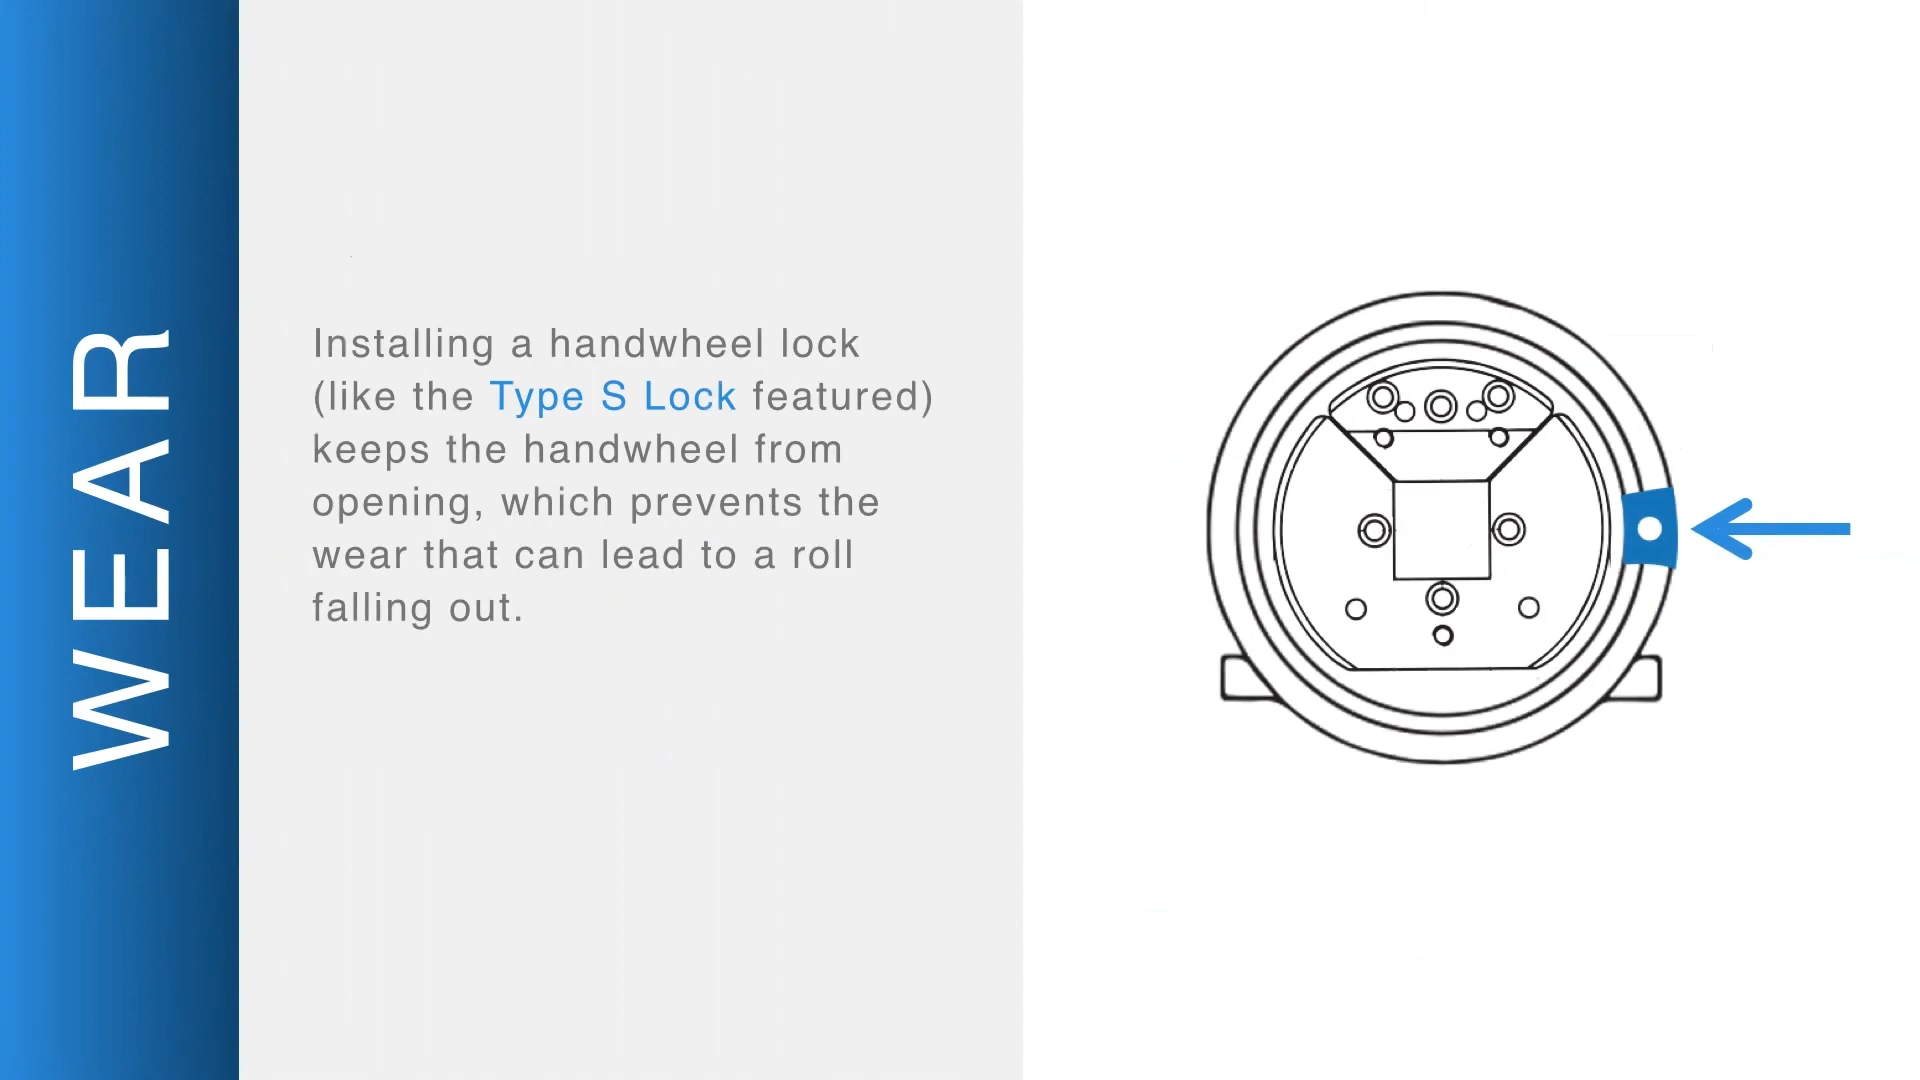 WEAR
Installing a handwheel lock
(like the Type S Lock featured)
keeps the handwheel from
opening, which prevents the
wear that can lead to a roll
falling out.